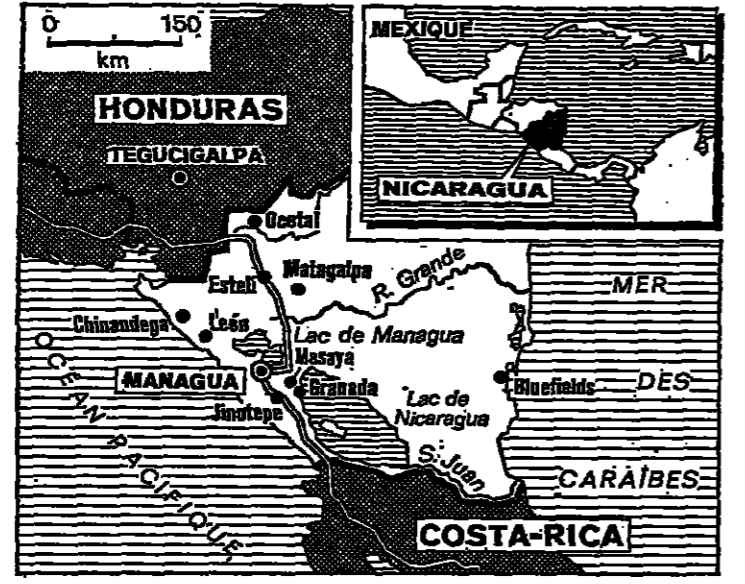 0 150
km
MEXIQUE
HONDURAS
TEGUCIGALPA
NICARAGUA
Ocotal
Esteli
Matagalpa
R. Grande
MER
Chinandega
León
Lac de Managua
Masaya
MANAGUA
Granada
Bluefields
DES
Jinotepe
Lac de
Nicaragua
OCEAN PACIFIQUE
S. Juan
CARAÏBES
COSTA-RICA